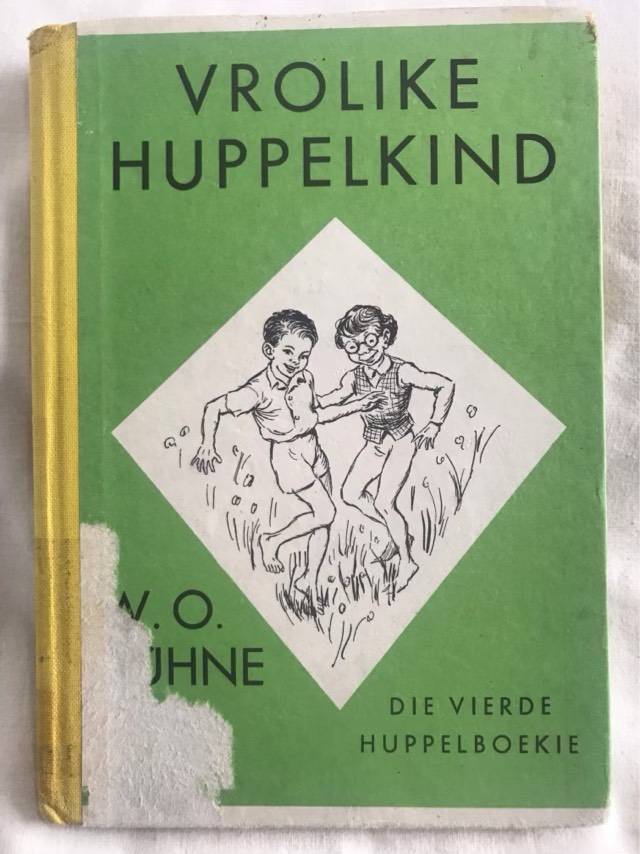 VROLIKE
HUPPELKIND
W. O.
DIE VIERDE
HUPPELBOEKIE